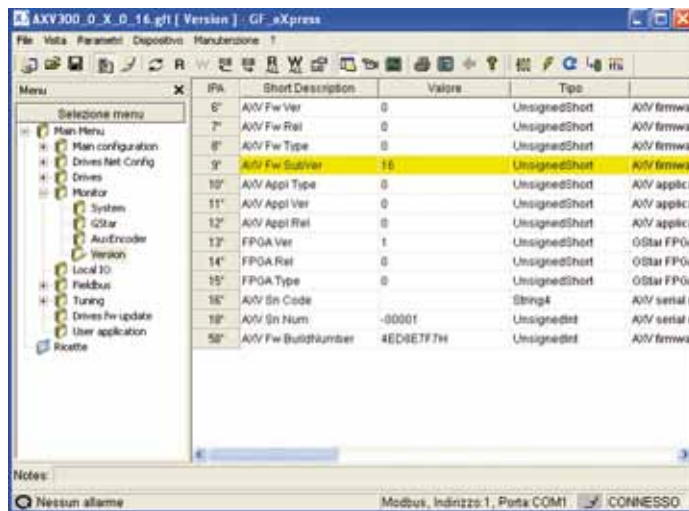 AXV300_0_X_0_16.gft [ Version ] - GF_eXpress
File Vista Parametri Dispositivo Manutenzione ?
Menu
Selezione menu
Main Menu
Main configuration
Drives Net Config
Drives
Monitor
System
GStar
AuxEncoder
Version
Local IO
Fieldbus
Tuning
Drives fw update
User application
Ricette
IPA Short Description Valore Tipo
6* AXV Fw Ver 0 UnsignedShort AXV firmwa
7* AXV Fw Rel 0 UnsignedShort AXV firmwa
8* AXV Fw Type 0 UnsignedShort AXV firmwa
9* AXV Fw SubVer 16 UnsignedShort AXV firmwa
10* AXV Appl Type 0 UnsignedShort AXV applic
11* AXV Appl Ver 0 UnsignedShort AXV applic
12* AXV Appl Rel 0 UnsignedShort AXV applic
13* FPGA Ver 1 UnsignedShort GStar FPG
14* FPGA Rel 0 UnsignedShort GStar FPG
15* FPGA Type 0 UnsignedShort GStar FPG
16* AXV Sn Code String4 AXV serial
18* AXV Sn Num -00001 UnsignedInt AXV serial
58* AXV Fw BuildNumber 4ED8E7F7H UnsignedInt AXV firmwa
Notes:
Nessun allarme Modbus, Indirizzo:1, Porta COM1 CONNESSO